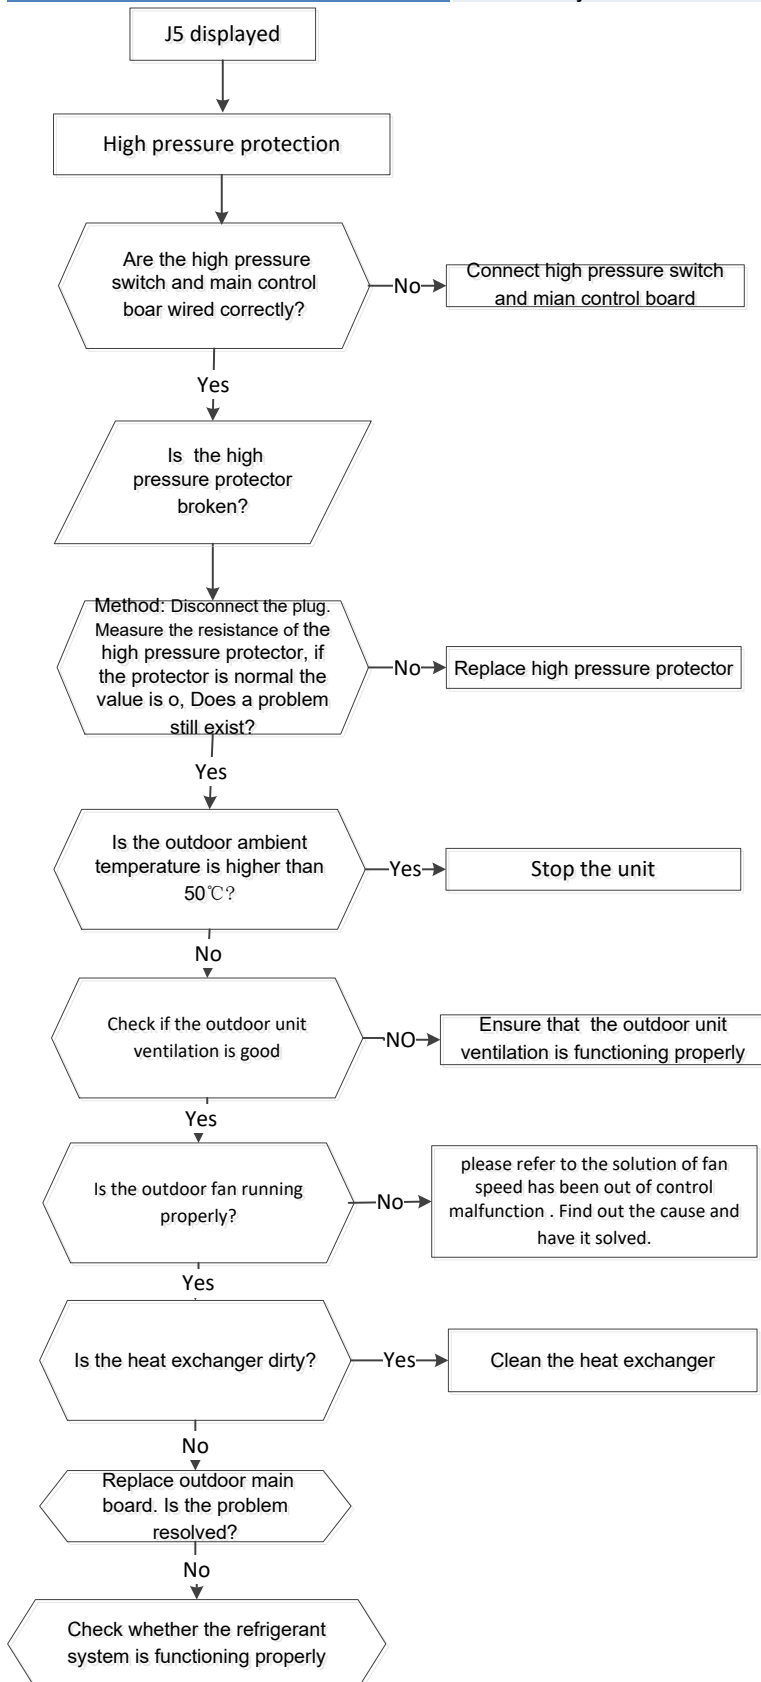 J5 displayed
High pressure protection
Are the high pressure
switch and main control
boar wired correctly?
No
Connect high pressure switch
and mian control board
Yes
Is the high
pressure protector
broken?
Method: Disconnect the plug.
Measure the resistance of the
high pressure protector, if
the protector is normal the
value is o, Does a problem
still exist?
No
Replace high pressure protector
Yes
Is the outdoor ambient
temperature is higher than
50℃?
Yes
Stop the unit
No
Check if the outdoor unit
ventilation is good
NO
Ensure that the outdoor unit
ventilation is functioning properly
Yes
Is the outdoor fan running
properly?
No
please refer to the solution of fan
speed has been out of control
malfunction . Find out the cause and
have it solved.
Yes
Is the heat exchanger dirty?
Yes
Clean the heat exchanger
No
Replace outdoor main
board. Is the problem
resolved?
No
Check whether the refrigerant
system is functioning properly